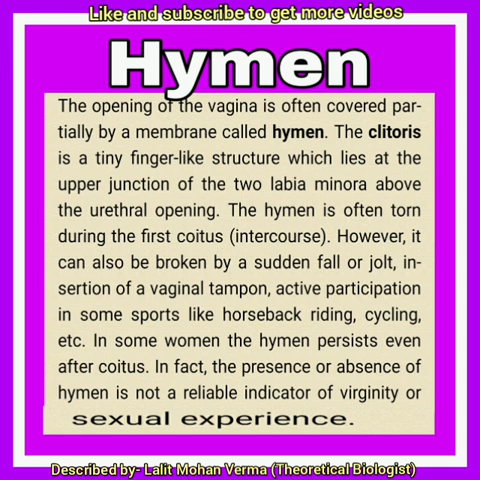 Like and subscribe to get more videos
Hymen
The opening of the vagina is often covered par-
tially by a membrane called hymen. The clitoris
is a tiny finger-like structure which lies at the
upper junction of the two labia minora above
the urethral opening. The hymen is often torn
during the first coitus (intercourse). However, it
can also be broken by a sudden fall or jolt, in-
sertion of a vaginal tampon, active participation
in some sports like horseback riding, cycling,
etc. In some women the hymen persists even
after coitus. In fact, the presence or absence of
hymen is not a reliable indicator of virginity or
sexual experience.
Described by- Lalit Mohan Verma (Theoretical Biologist)